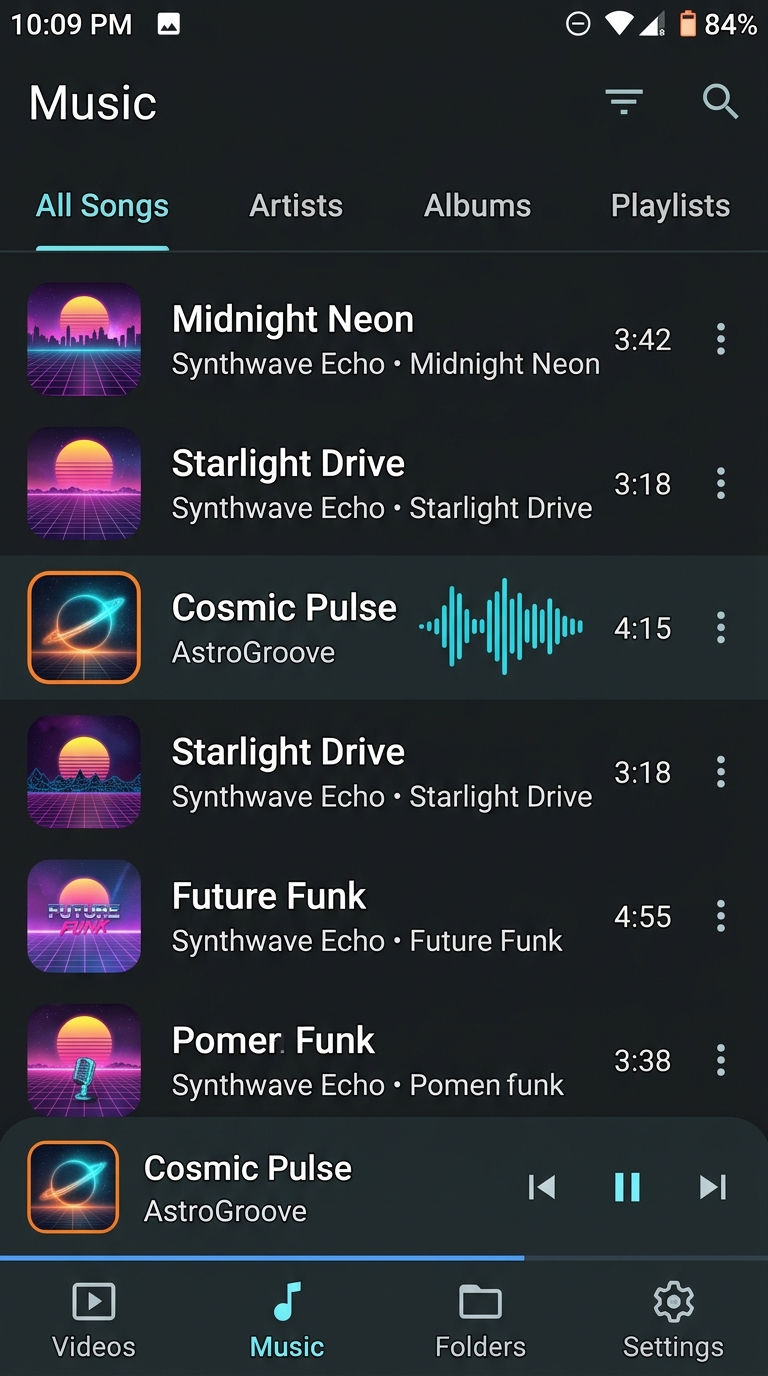 10:09 PM 84%
Music
All Songs Artists Albums Playlists
Midnight Neon
Synthwave Echo • Midnight Neon
3:42
Starlight Drive
Synthwave Echo • Starlight Drive
3:18
Cosmic Pulse
AstroGroove
4:15
Starlight Drive
Synthwave Echo • Starlight Drive
3:18
FUTURE
FUNK
Future Funk
Synthwave Echo • Future Funk
4:55
Pomer. Funk
Synthwave Echo • Pomen funk
3:38
Cosmic Pulse
AstroGroove
Videos Music Folders Settings